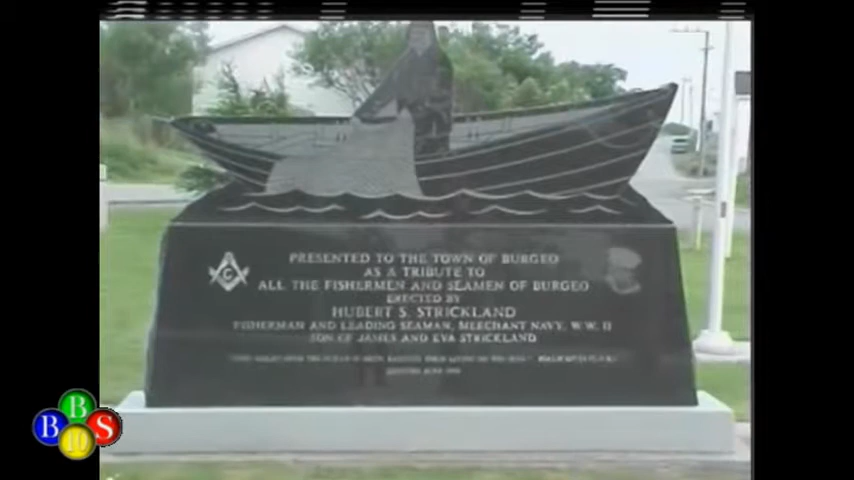 PRESENTED TO THE TOWN OF BURGEO
AS A TRIBUTE TO
ALL THE FISHERMEN AND SEAMEN OF BURGEO
ERECTED BY
HUBERT S. STRICKLAND
FISHERMAN AND LEADING SEAMAN, MERCHANT NAVY, W.W. II
SON OF JAMES AND EVA STRICKLAND
G
B
B S
10